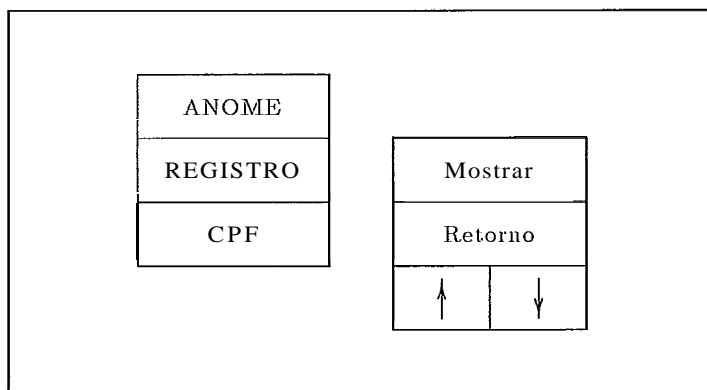 ANOME
REGISTRO
CPF
Mostrar
Retorno
↑ ↓